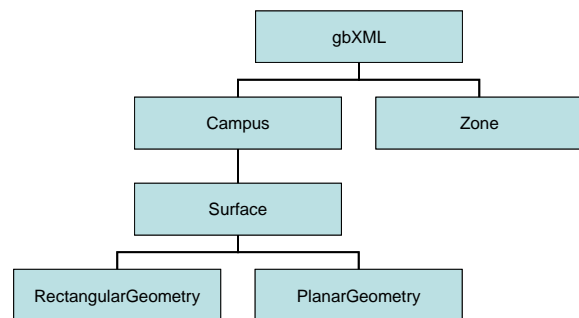 gbXML
Campus
Zone
Surface
RectangularGeometry
PlanarGeometry